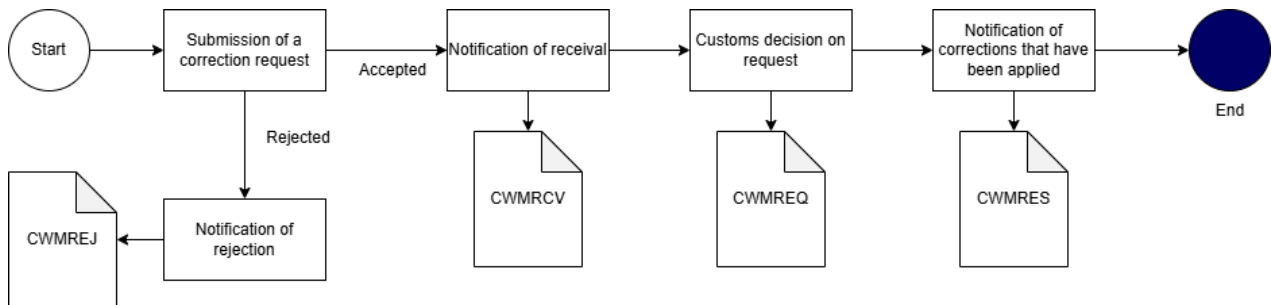 Start
Submission of a
correction request
Accepted
Notification of receival
Customs decision on
request
Notification of
corrections that have
been applied
End
Rejected
CWMRCV
CWMREQ
CWMRES
Notification of
rejection
CWMREJ